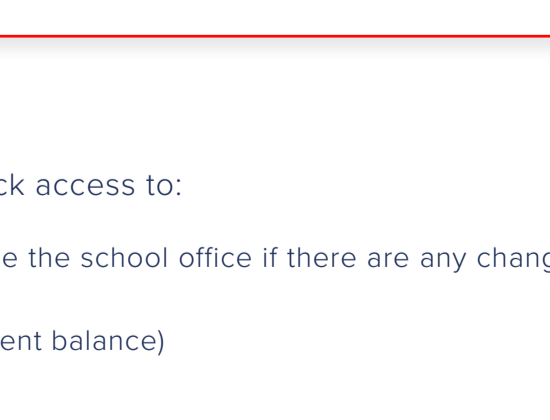 ck access to:
e the school office if there are any chang
ent balance)